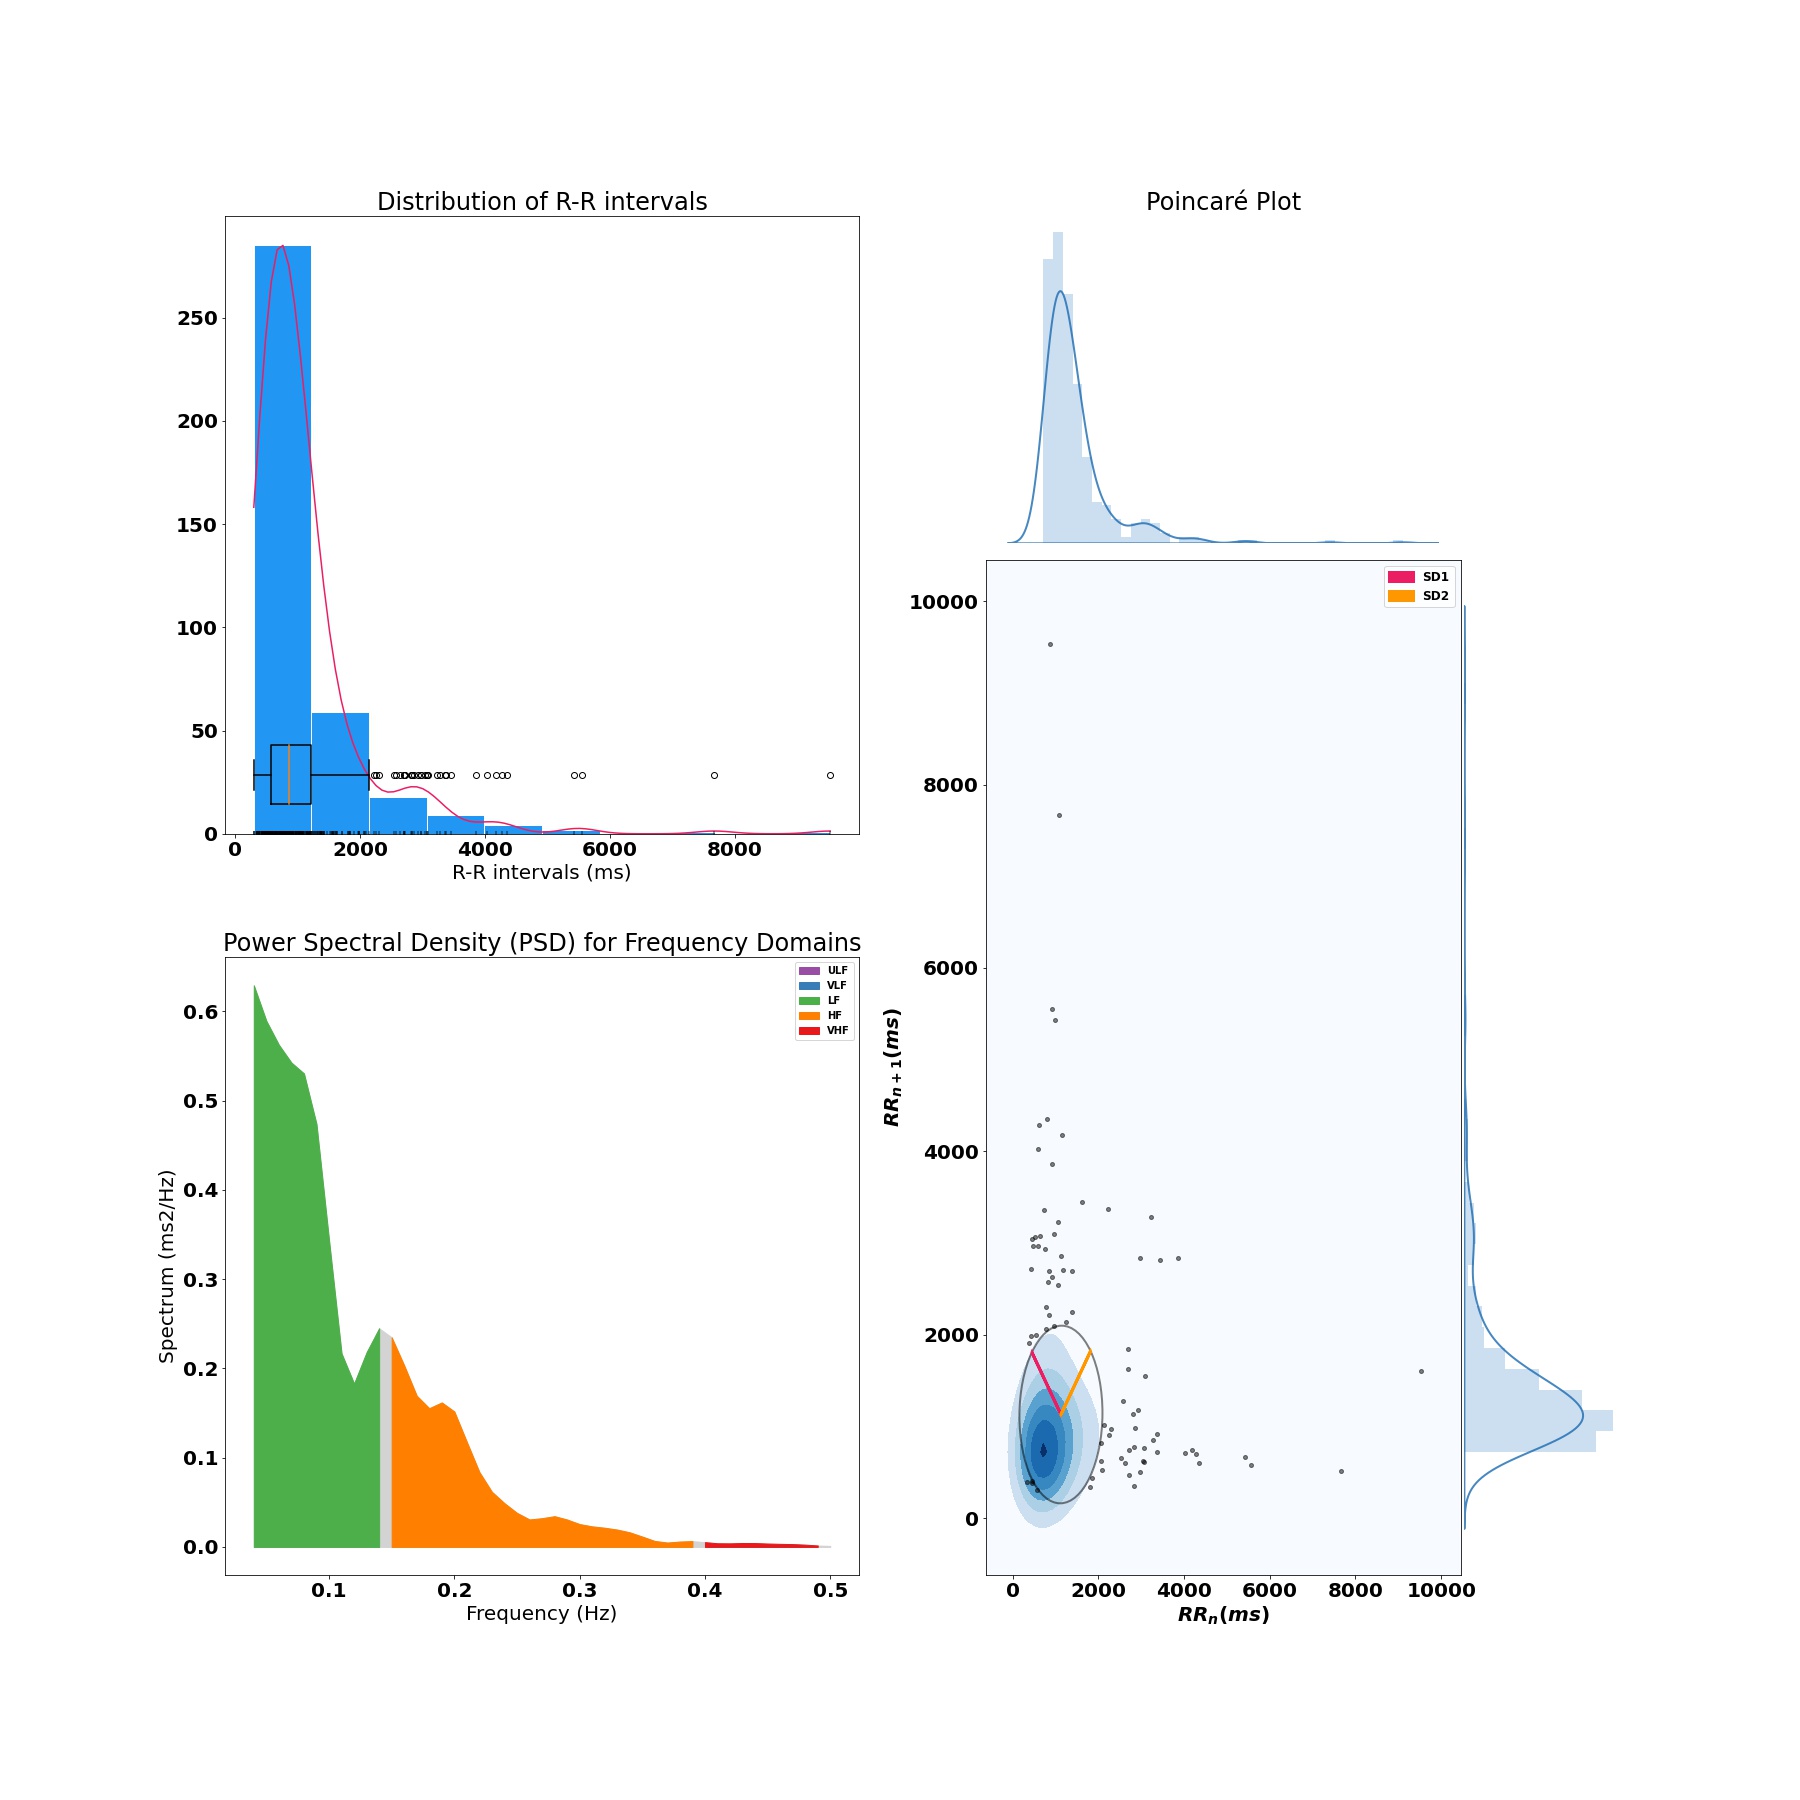 Distribution of R-R intervals
250
200
150
100
50
0
0 2000 4000 6000 8000
R-R intervals (ms)
Power Spectral Density (PSD) for Frequency Domains
ULF
VLF
LF
HF
VHF
0.6
0.5
0.4
0.3
0.2
0.1
0.0
Spectrum (ms2/Hz)
0.1 0.2 0.3 0.4 0.5
Frequency (Hz)
Poincaré Plot
SD1
SD2
10000
8000
6000
4000
2000
0
RRn+1(ms)
0 2000 4000 6000 8000 10000
RRn(ms)